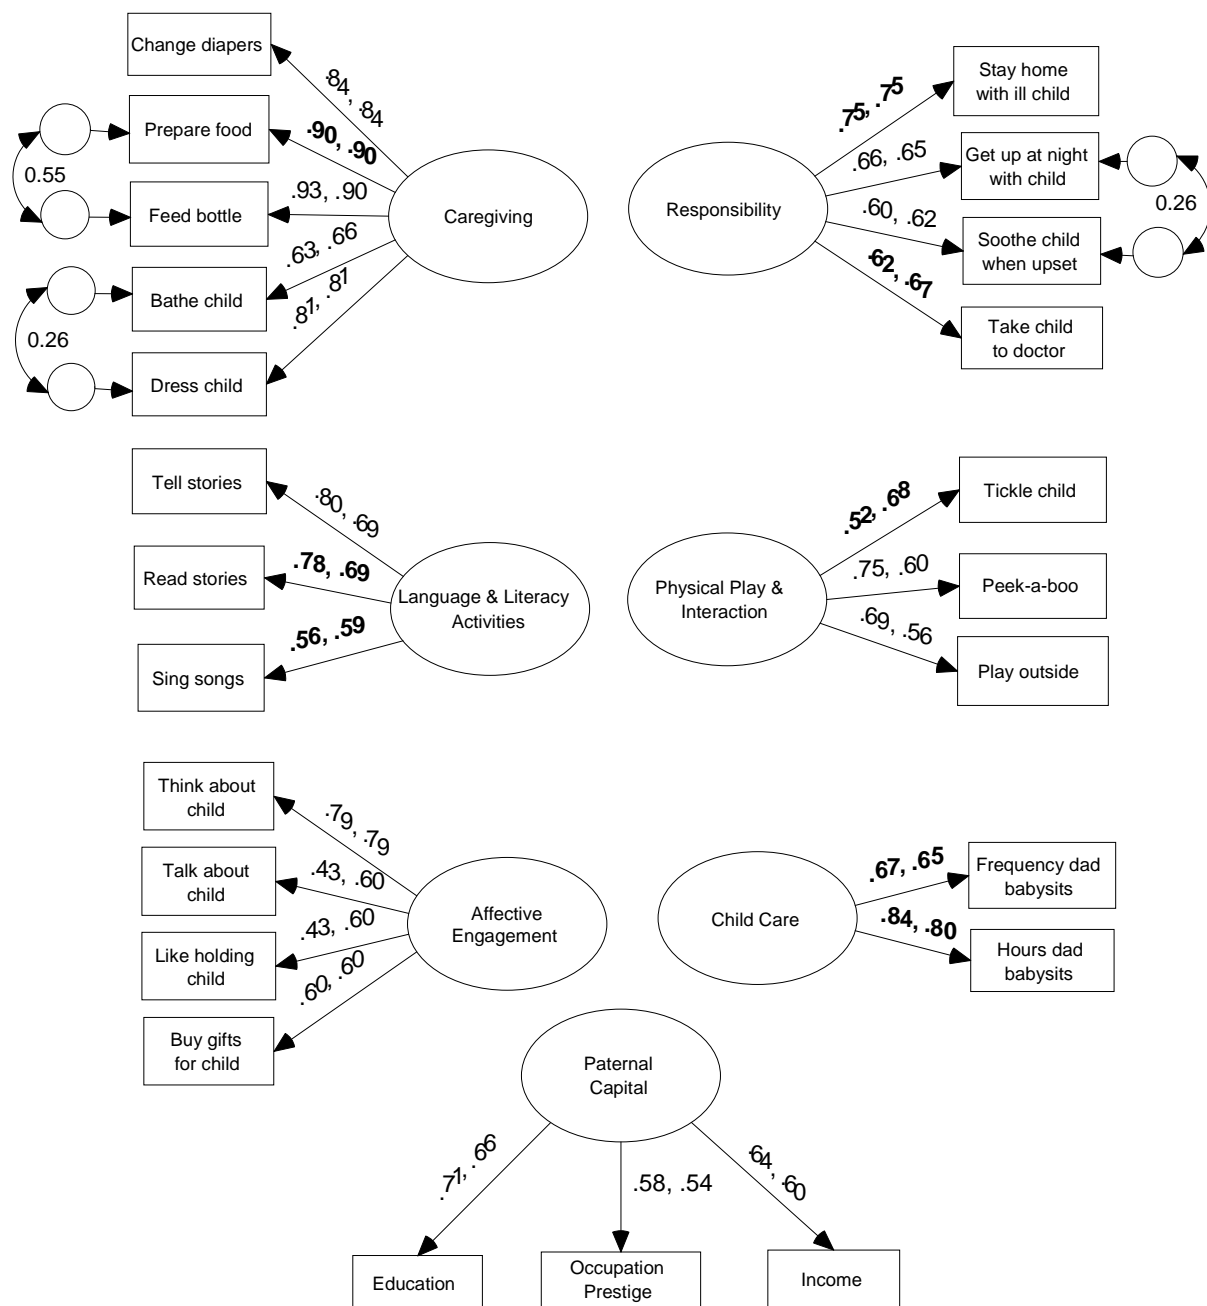 Change diapers
.84, .84
Prepare food
.90, .90
0.55
Feed bottle
.93, .90
Caregiving
.63, .66
Bathe child
.81, .81
0.26
Dress child
Stay home
with ill child
.75, .75
Get up at night
with child
.66, .65
Responsibility
0.26
.60, .62
Soothe child
when upset
.62, .67
Take child
to doctor
Tell stories
.80, .69
Read stories
.78, .69
Language & Literacy
Activities
.56, .59
Sing songs
.52, .68
Tickle child
Physical Play &
Interaction
.75, .60
Peek-a-boo
.69, .56
Play outside
Think about
child
.79, .79
Talk about
child
.43, .60
Affective
Engagement
.43, .60
Like holding
child
.60, .60
Buy gifts
for child
Child Care
.67, .65
Frequency dad
babysits
.84, .80
Hours dad
babysits
Paternal
Capital
.71, .66
.58, .54
.64, .60
Education
Occupation
Prestige
Income